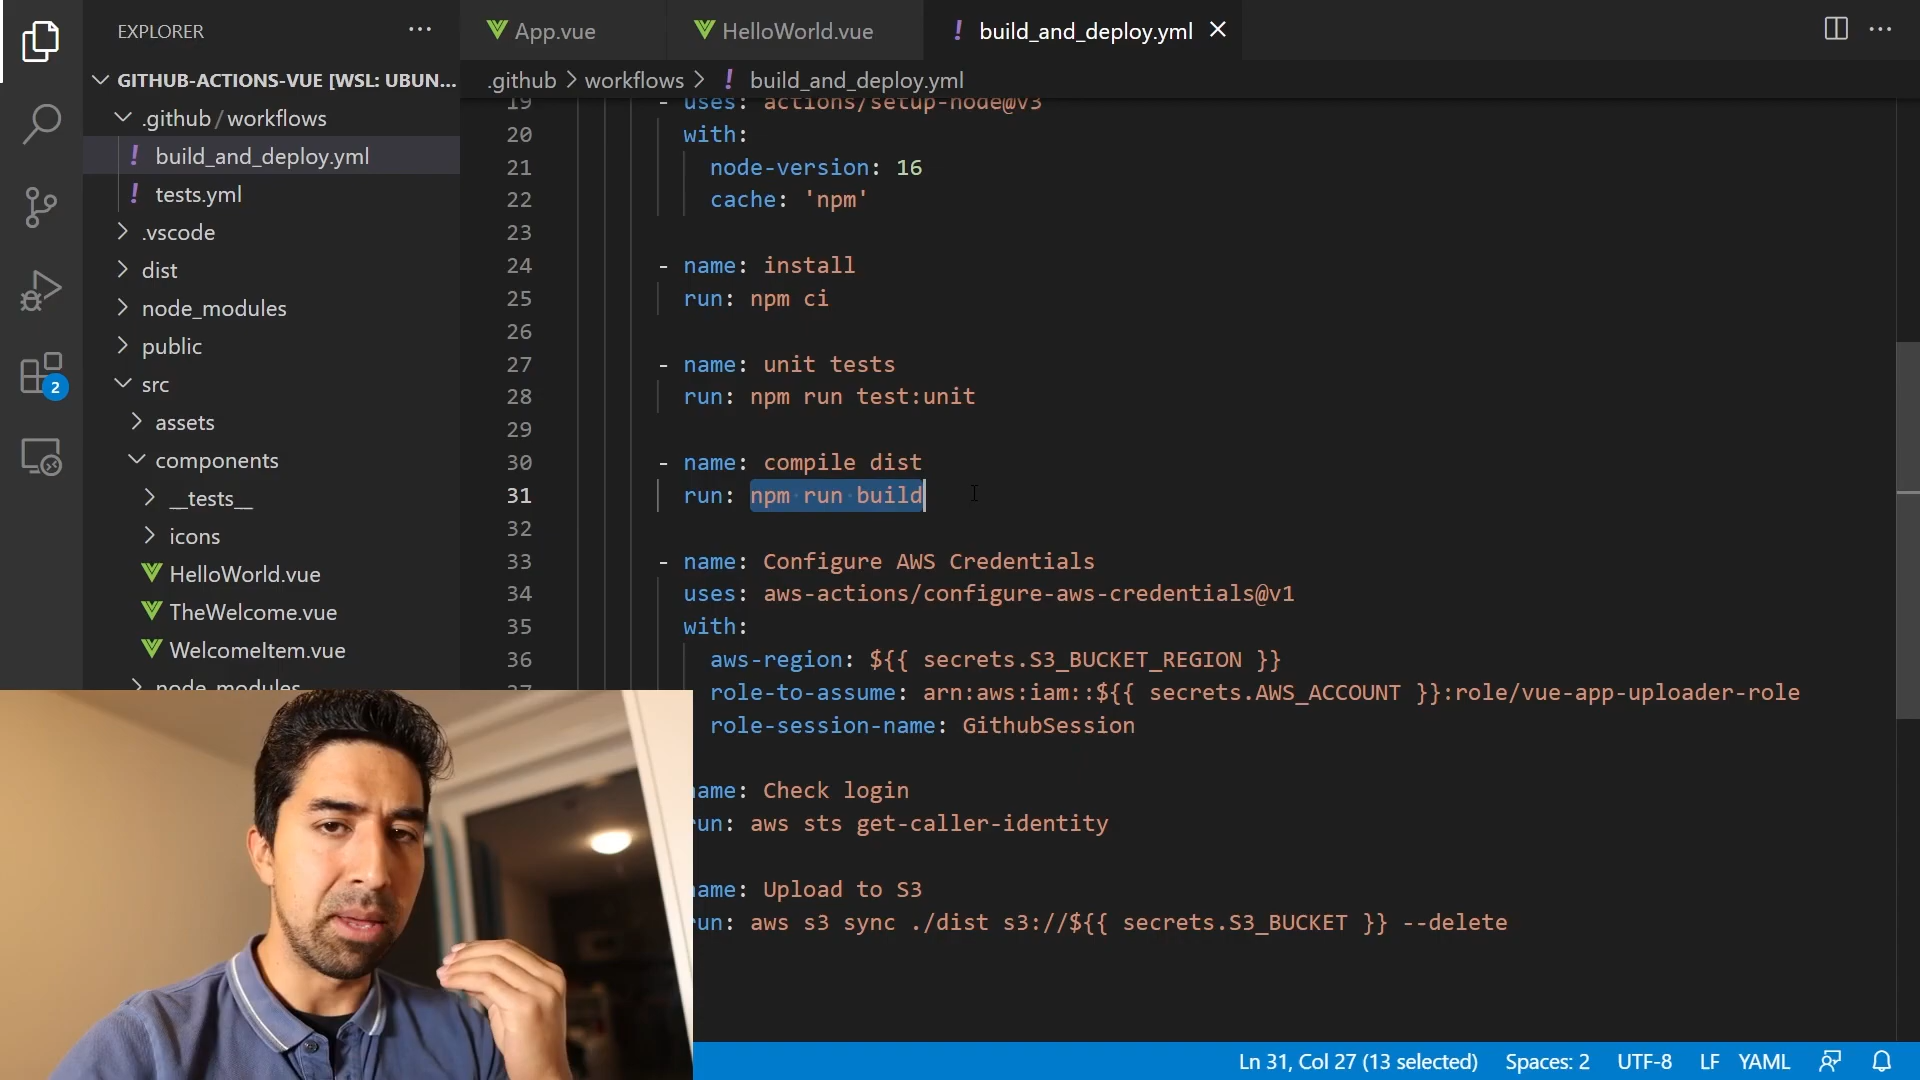 EXPLORER
App.vue
HelloWorld.vue
! build_and_deploy.yml
GITHUB-ACTIONS-VUE [WSL: UBUN...
.github > workflows > ! build_and_deploy.yml
.github / workflows
! build_and_deploy.yml
! tests.yml
.vscode
dist
node_modules
public
src
assets
components
__tests__
icons
HelloWorld.vue
TheWelcome.vue
WelcomeItem.vue
node_modules
2
19 - uses: actions/setup-node@v3
20 with:
21 node-version: 16
22 cache: 'npm'
23
24 - name: install
25 run: npm ci
26
27 - name: unit tests
28 run: npm run test:unit
29
30 - name: compile dist
31 run: npm run build
32
33 - name: Configure AWS Credentials
34 uses: aws-actions/configure-aws-credentials@v1
35 with:
36 aws-region: ${{ secrets.S3_BUCKET_REGION }}
37 role-to-assume: arn:aws:iam::${{ secrets.AWS_ACCOUNT }}:role/vue-app-uploader-role
role-session-name: GithubSession
name: Check login
run: aws sts get-caller-identity
name: Upload to S3
run: aws s3 sync ./dist s3://${{ secrets.S3_BUCKET }} --delete
Ln 31, Col 27 (13 selected) Spaces: 2 UTF-8 LF YAML